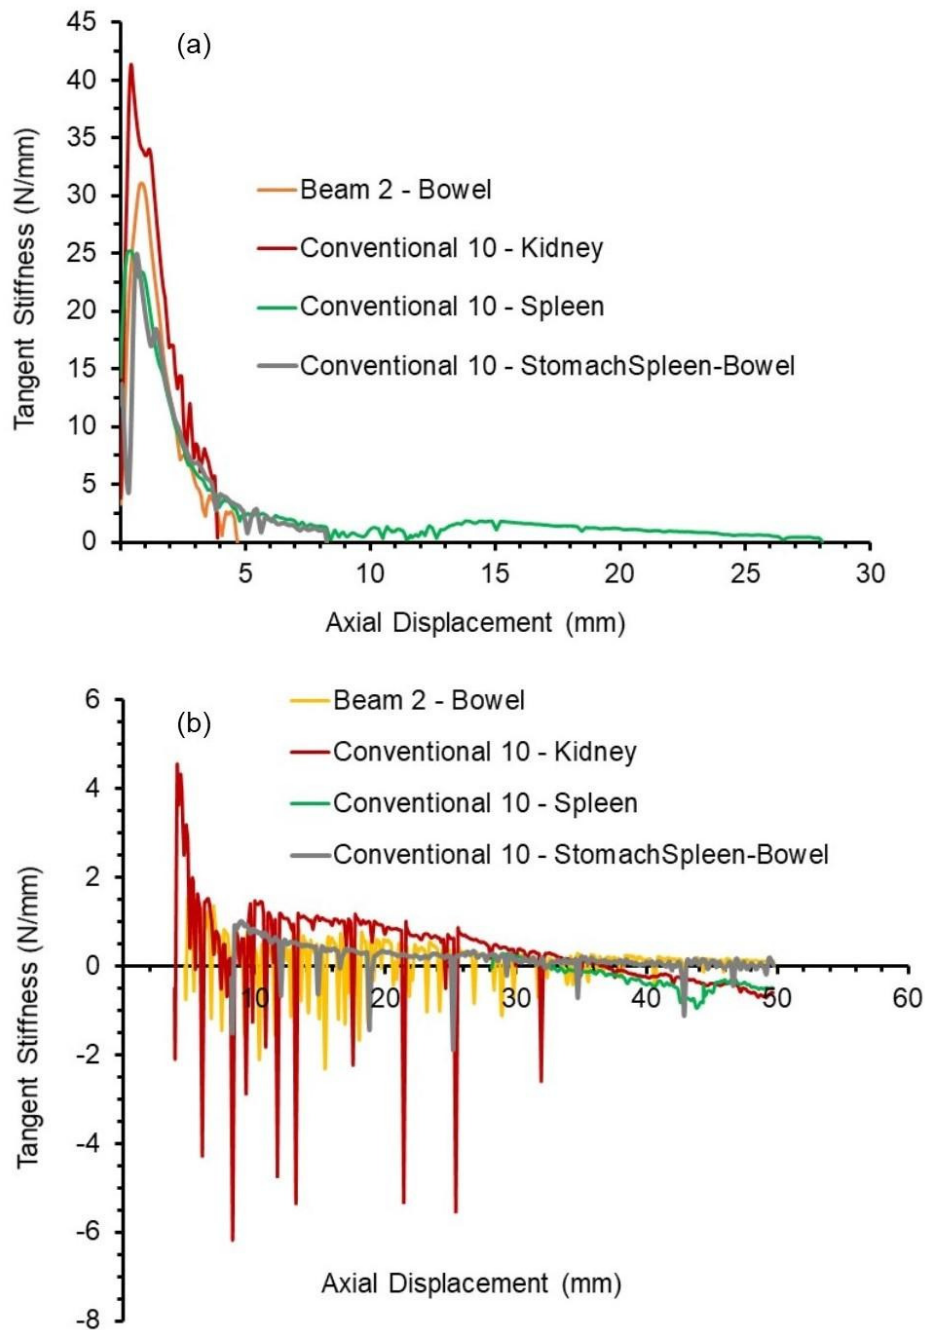 45
(a)
40
35
30
25
20
15
10
5
0
Tangent Stiffness (N/mm)
Beam 2 - Bowel
Conventional 10 - Kidney
Conventional 10 - Spleen
Conventional 10 - StomachSpleen-Bowel
5
10
15
20
25
30
Axial Displacement (mm)
6
(b)
4
2
0
-2
-4
-6
-8
Tangent Stiffness (N/mm)
Beam 2 - Bowel
Conventional 10 - Kidney
Conventional 10 - Spleen
Conventional 10 - StomachSpleen-Bowel
10
20
30
40
50
60
Axial Displacement (mm)